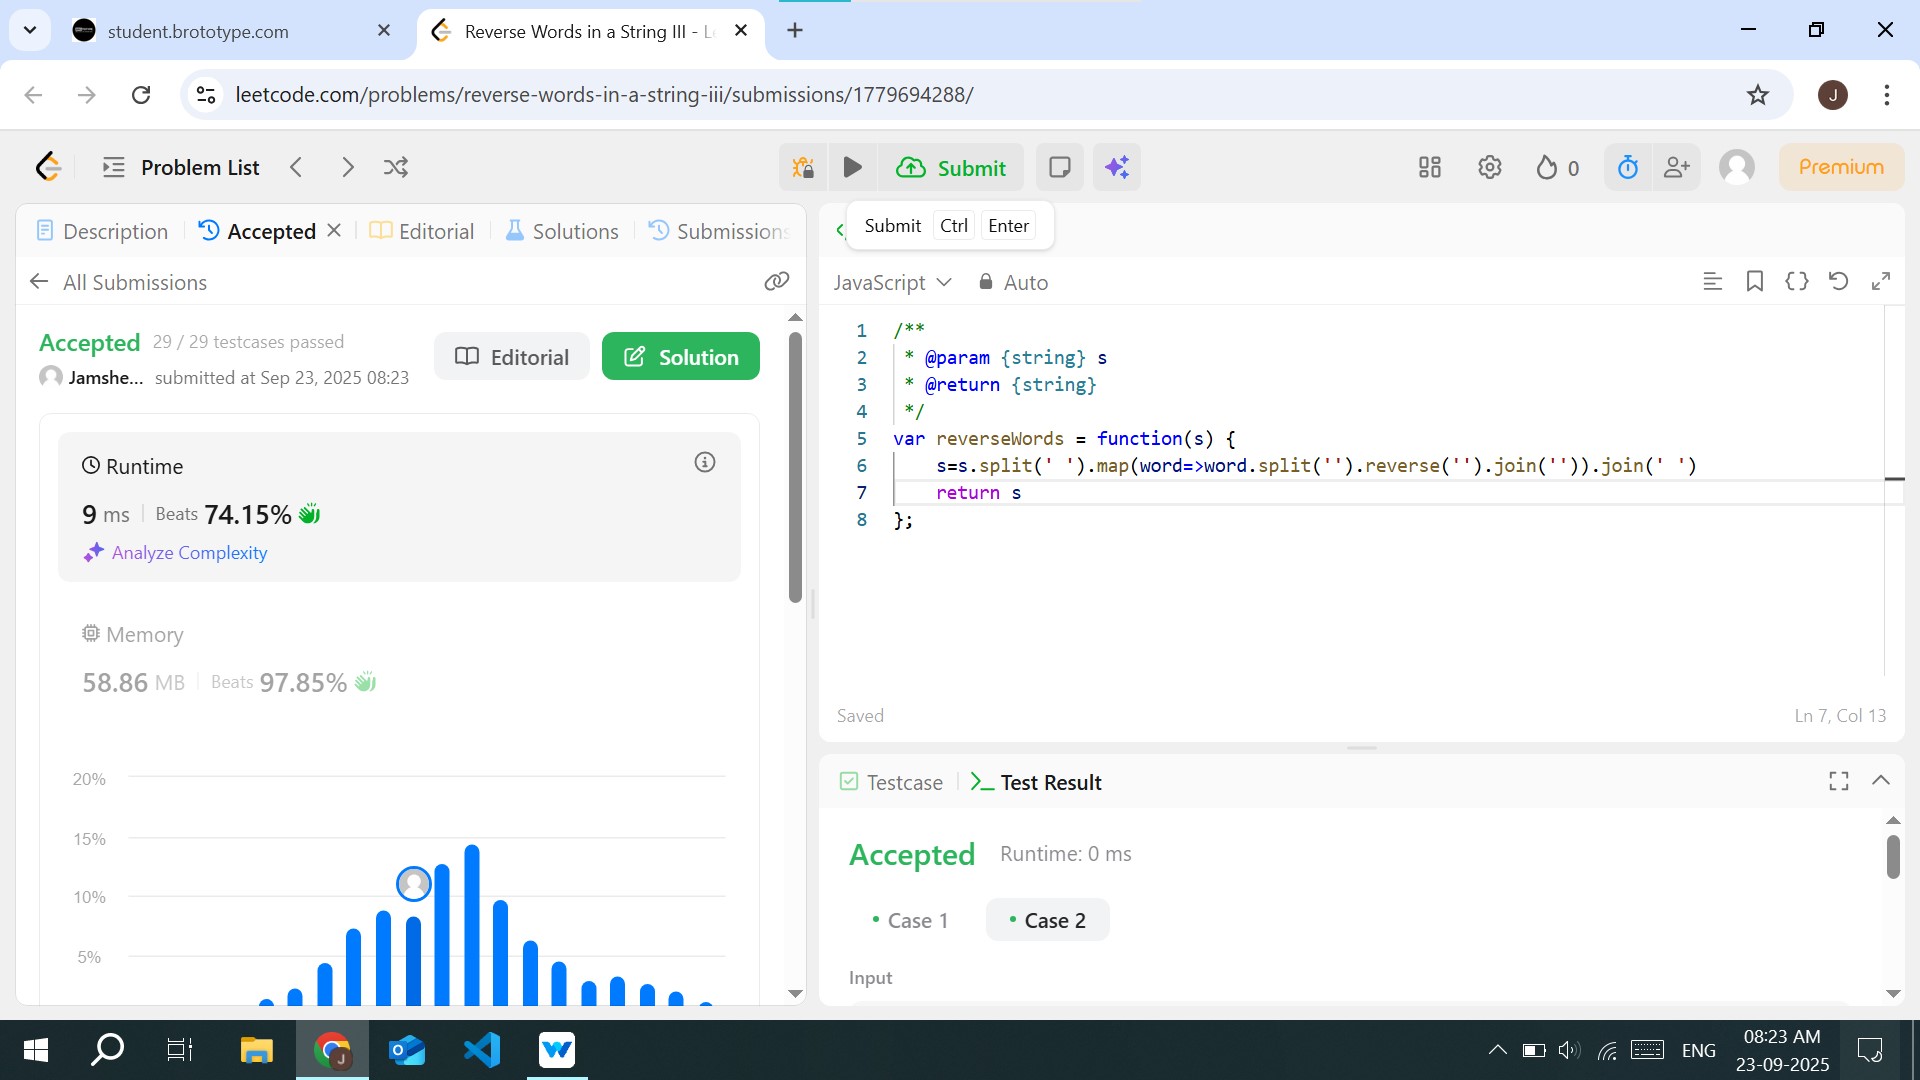 student.brototype.com
Reverse Words in a String III - Le
leetcode.com/problems/reverse-words-in-a-string-iii/submissions/1779694288/
J
Problem List
Submit
0
Premium
Description
Accepted
Editorial
Solutions
Submissions
Submit Ctrl Enter
All Submissions
JavaScript
Auto
Accepted 29 / 29 testcases passed
Jamshe... submitted at Sep 23, 2025 08:23
Editorial
Solution
Runtime
9 ms Beats 74.15%
Analyze Complexity
Memory
58.86 MB Beats 97.85%
20%
15%
10%
5%
1 /**
2 * @param {string} s
3 * @return {string}
4 */
5 var reverseWords = function(s) {
6 s=s.split(' ').map(word=>word.split('').reverse('').join('')).join(' ')
7 return s
8 };
Saved
Ln 7, Col 13
Testcase
Test Result
Accepted Runtime: 0 ms
Case 1
Case 2
Input
J
ENG
08:23 AM
23-09-2025